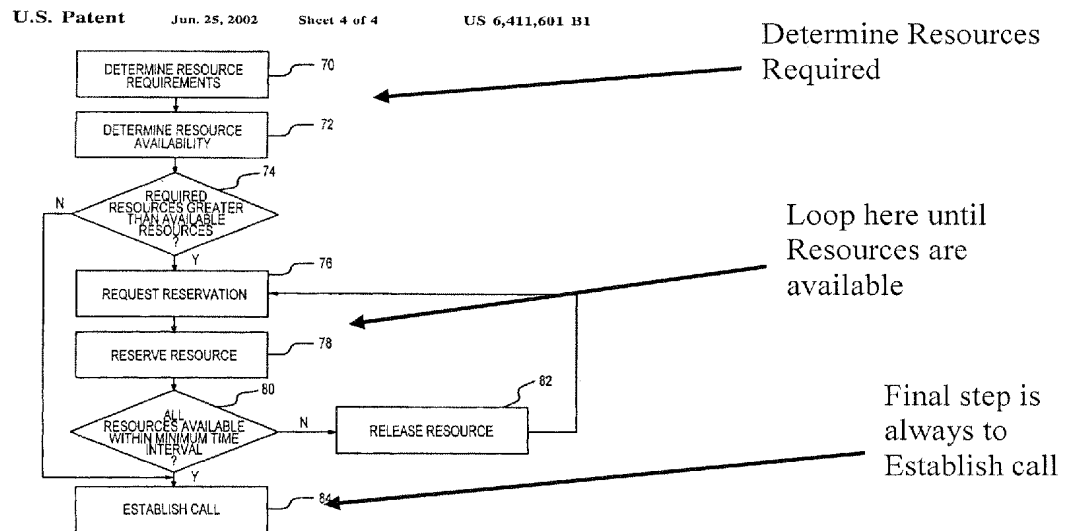 U.S. Patent Jun. 25, 2002 Sheet 4 of 4 US 6,411,601 B1
Determine Resources
Required
DETERMINE RESOURCE
REQUIREMENTS
70
DETERMINE RESOURCE
AVAILABILITY
72
74
REQUIRED
RESOURCES GREATER
THAN AVAILABLE
RESOURCES
?
N
Y
Loop here until
Resources are
available
76
REQUEST RESERVATION
78
RESERVE RESOURCE
80
ALL
RESOURCES AVAILABLE
WITHIN MINIMUM TIME
INTERVAL
?
N
Y
82
RELEASE RESOURCE
Final step is
always to
Establish call
84
ESTABLISH CALL